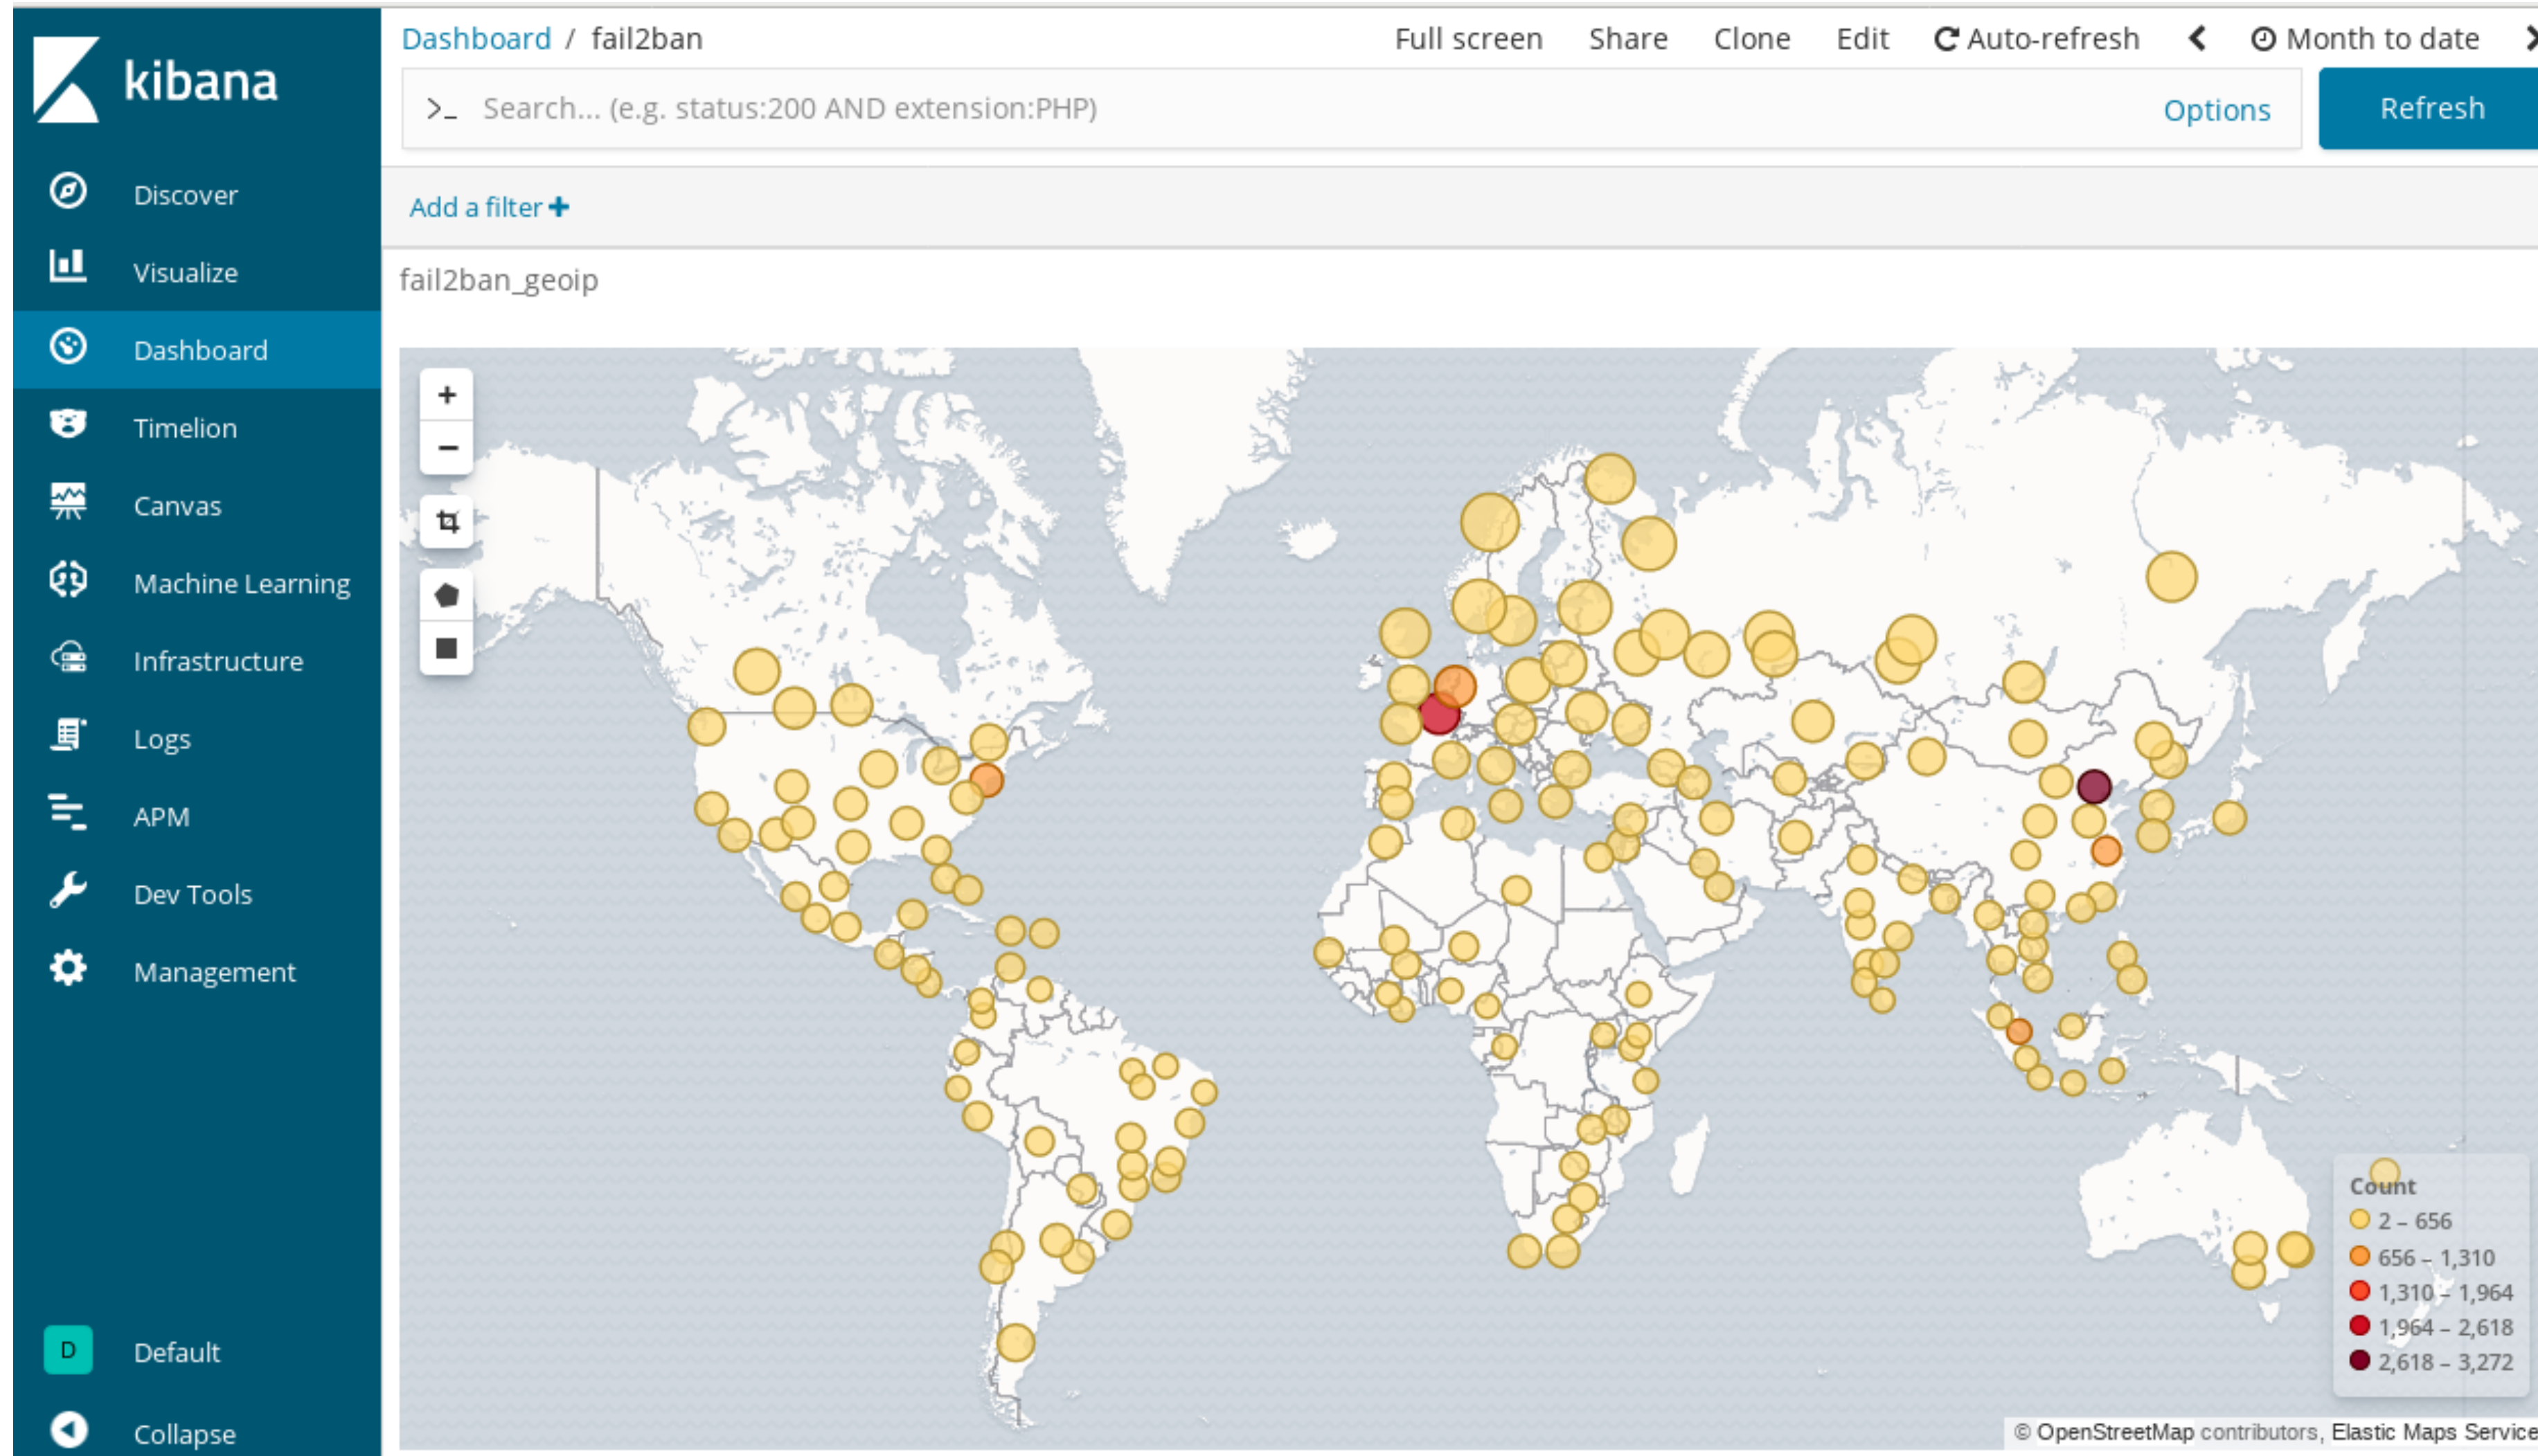 kibana
Discover
Visualize
Dashboard
Timelion
Canvas
Machine Learning
Infrastructure
Logs
APM
Dev Tools
Management
D Default
Collapse
Dashboard / fail2ban
Full screen Share Clone Edit Auto-refresh Month to date
>_ Search... (e.g. status:200 AND extension:PHP) Options Refresh
Add a filter +
fail2ban_geoip
+
−
Count
2 – 656
656 – 1,310
1,310 – 1,964
1,964 – 2,618
2,618 – 3,272
© OpenStreetMap contributors, Elastic Maps Service